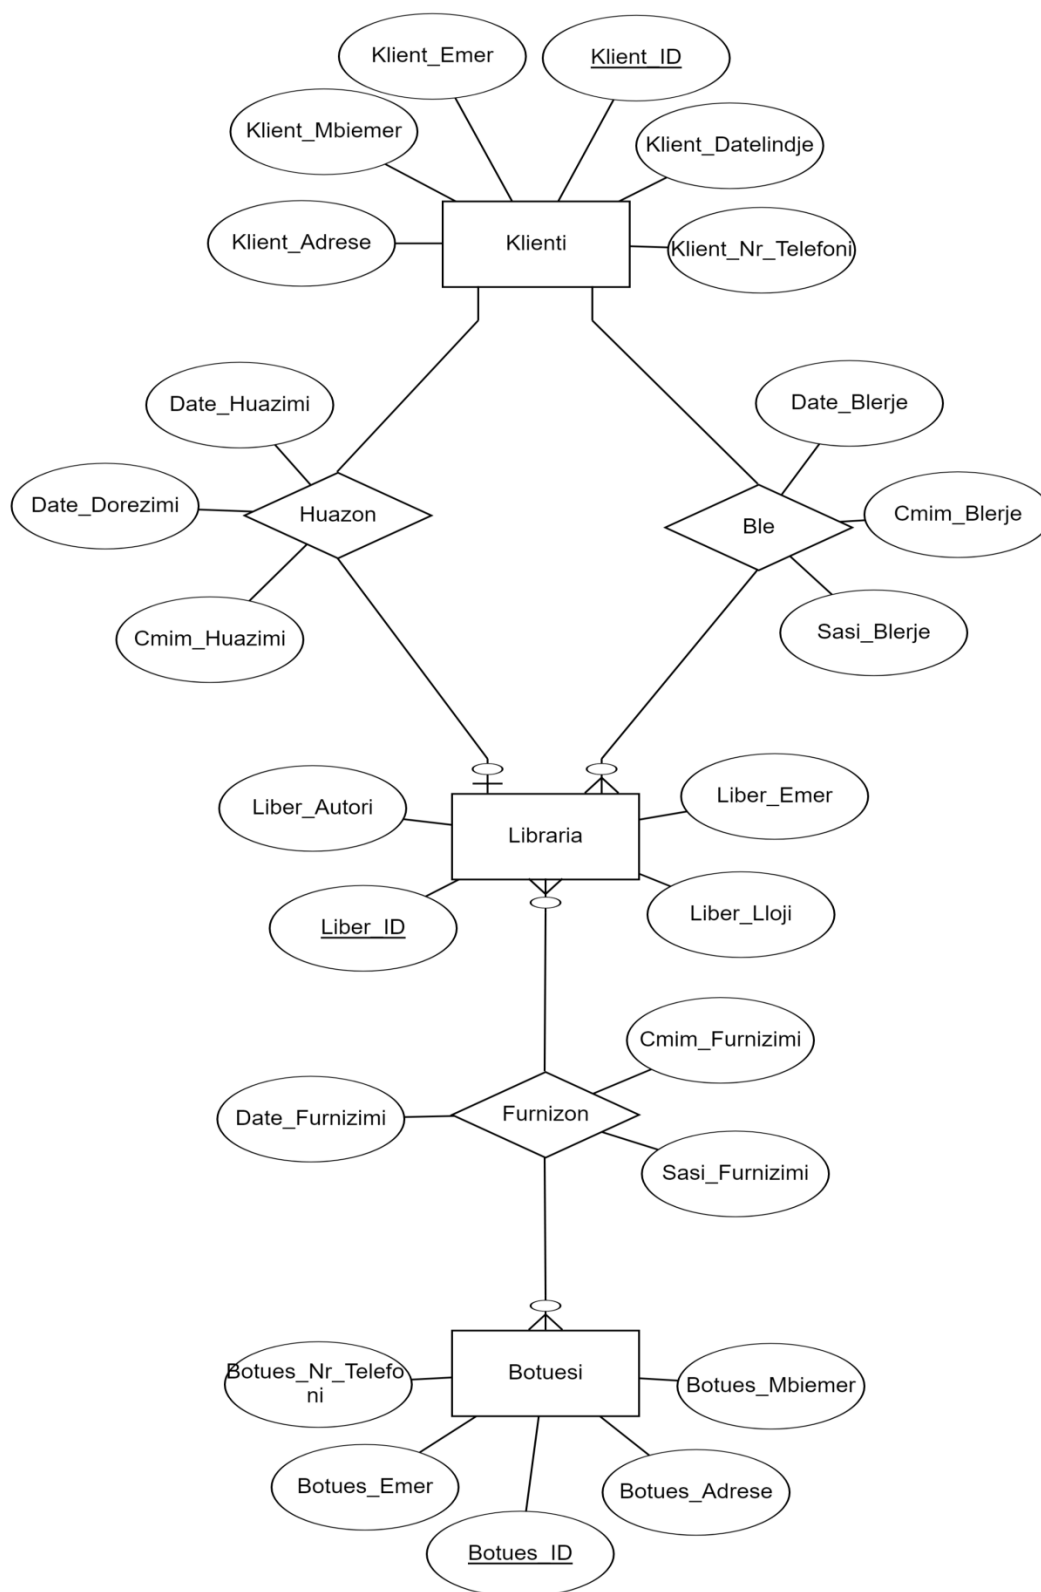 Klient_Emer
Klient_ID
Klient_Mbiemer
Klient_Datelindje
Klient_Adrese
Klienti
Klient_Nr_Telefoni
Date_Huazimi
Date_Blerje
Date_Dorezimi
Huazon
Ble
Cmim_Blerje
Cmim_Huazimi
Sasi_Blerje
Liber_Autori
Libraria
Liber_Emer
Liber_ID
Liber_Lloji
Cmim_Furnizimi
Date_Furnizimi
Furnizon
Sasi_Furnizimi
Botues_Nr_Telefo
ni
Botuesi
Botues_Mbiemer
Botues_Emer
Botues_Adrese
Botues_ID